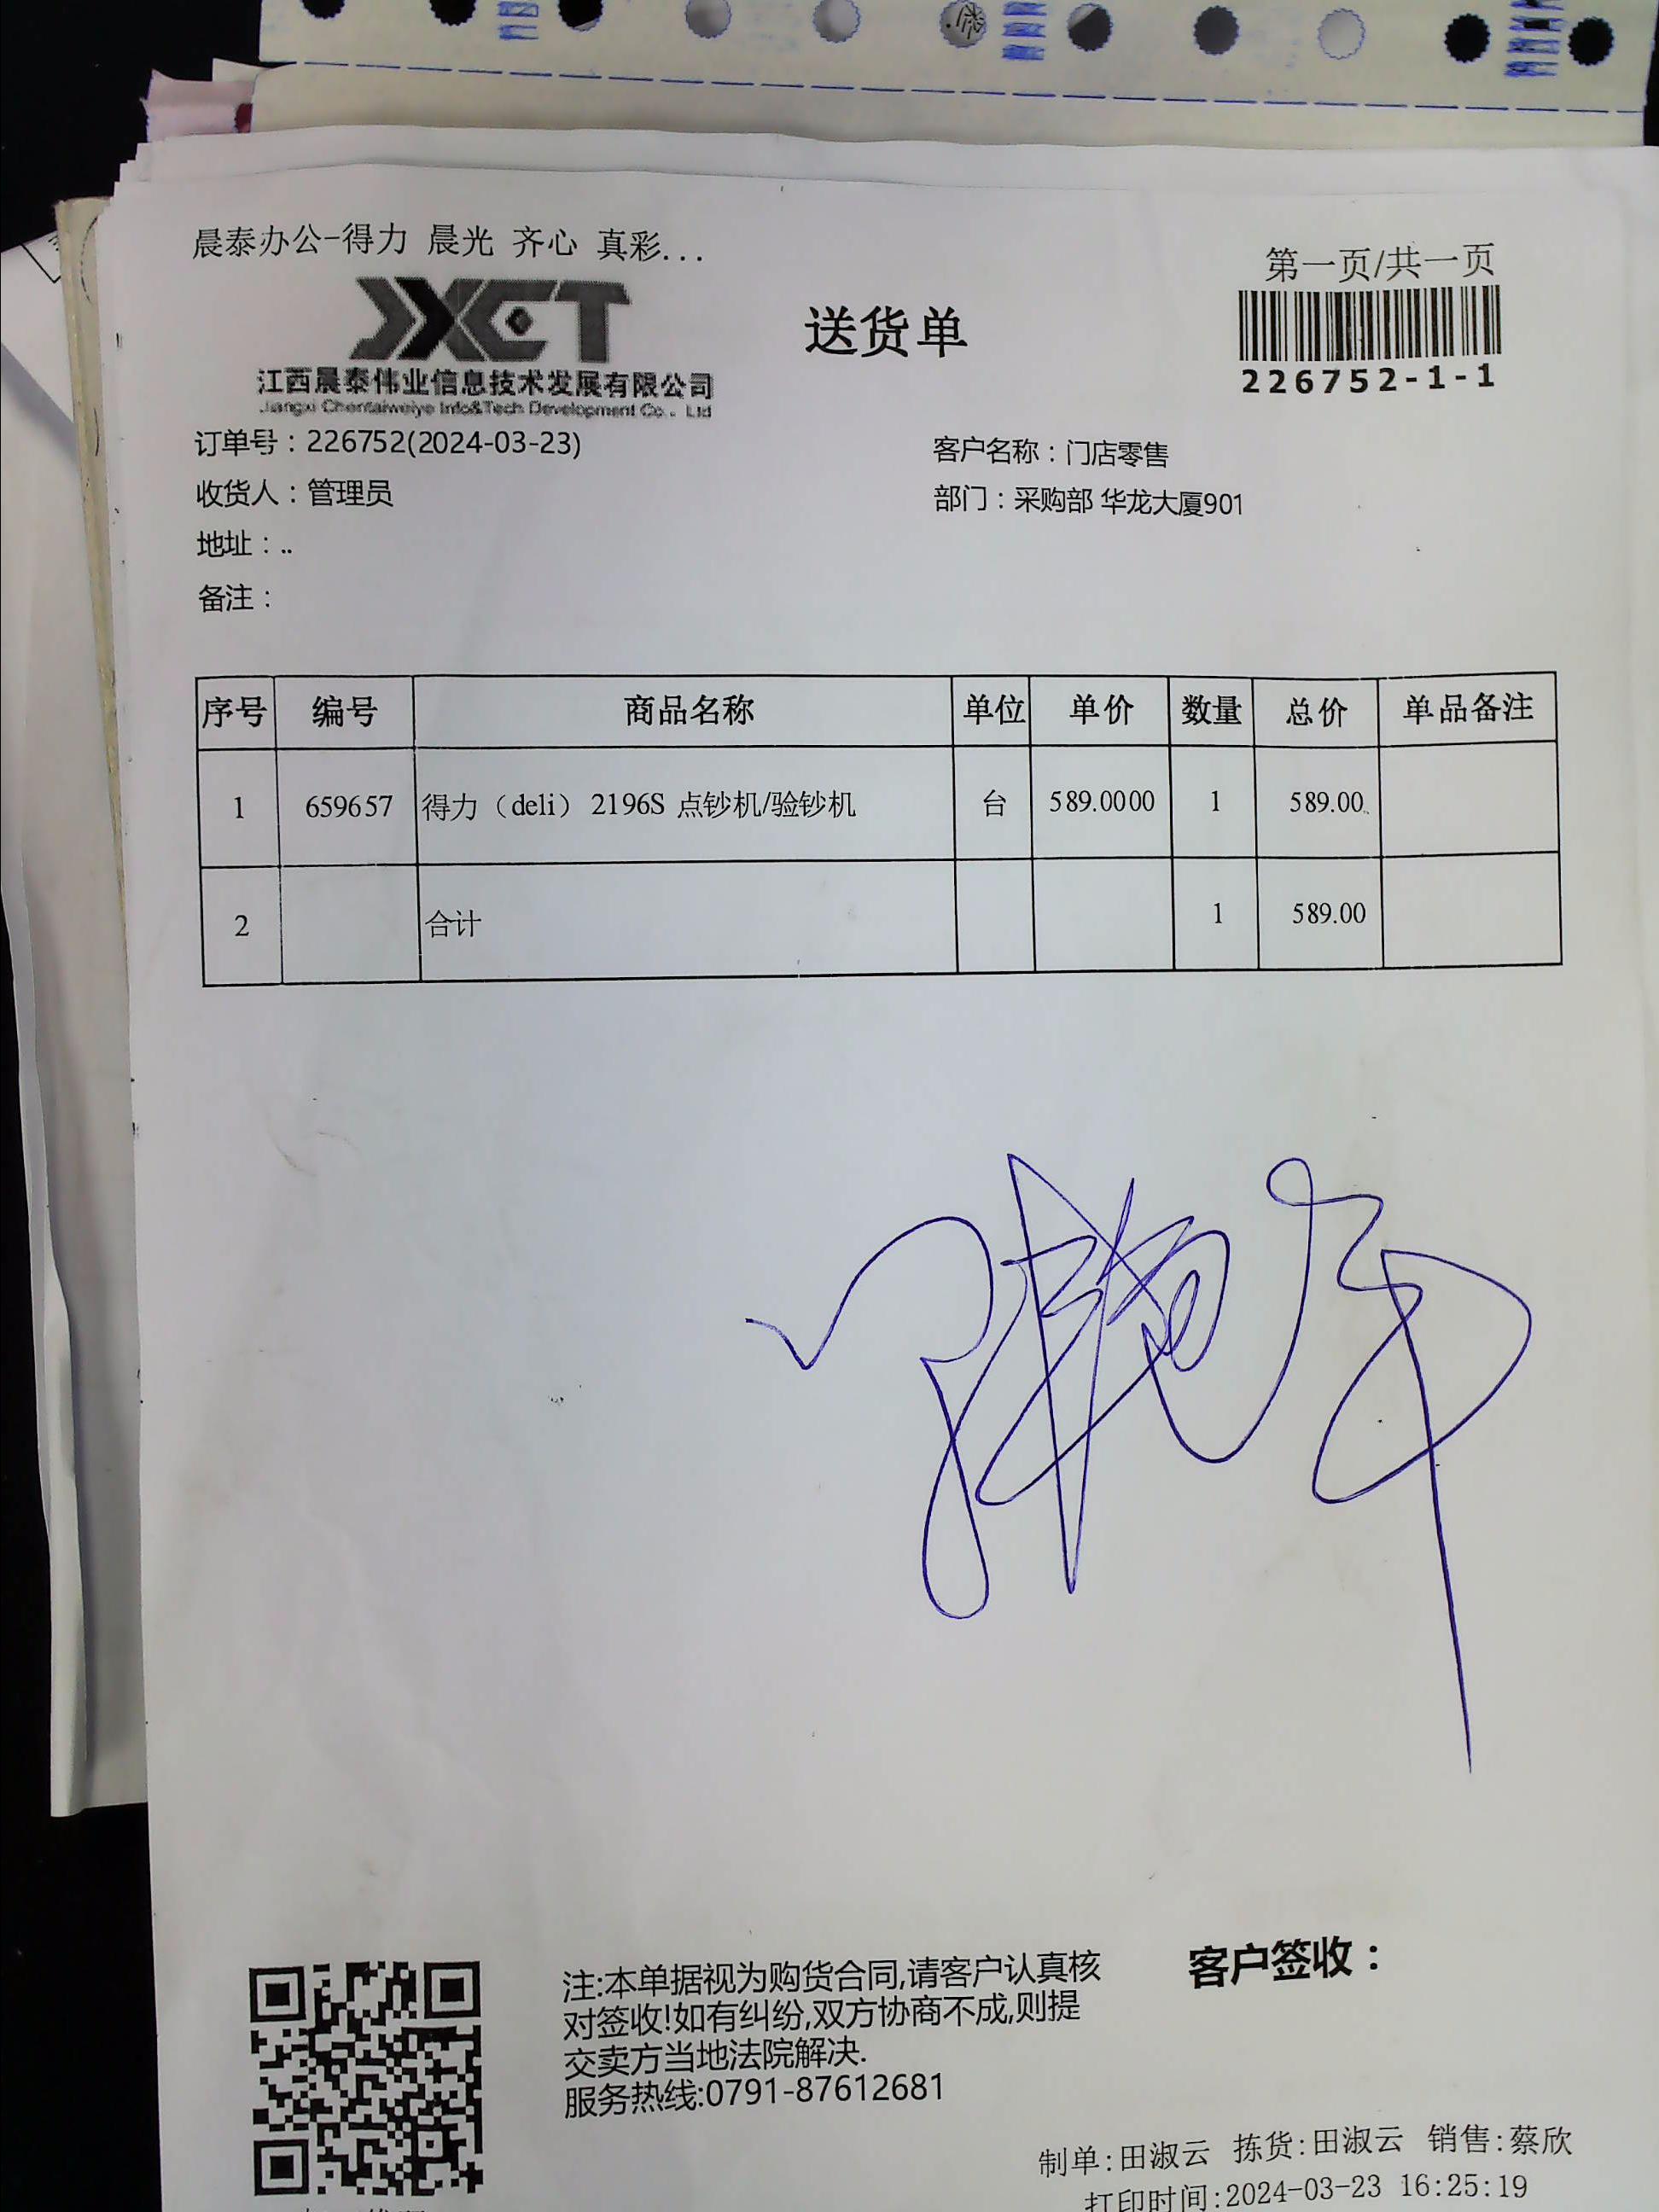 晨泰办公-得力 晨光 齐心 真彩...
第一页/共一页
JXCT
送货单
江西晨泰伟业信息技术发展有限公司
Jiangxi Chentaiweiye Info&Tech Development Co., Ltd
226752-1-1
订单号：226752(2024-03-23)
客户名称：门店零售
收货人：管理员
部门：采购部 华龙大厦901
地址：..
备注：
序号 编号 商品名称 单位 单价 数量 总价 单品备注
1 659657 得力（deli） 2196S 点钞机/验钞机 台 589.0000 1 589.00
2 合计 1 589.00
注:本单据视为购货合同,请客户认真核
对签收!如有纠纷,双方协商不成,则提
交卖方当地法院解决.
服务热线:0791-87612681
客户签收：
制单:田淑云 拣货:田淑云 销售:蔡欣
打印时间:2024-03-23 16:25:19